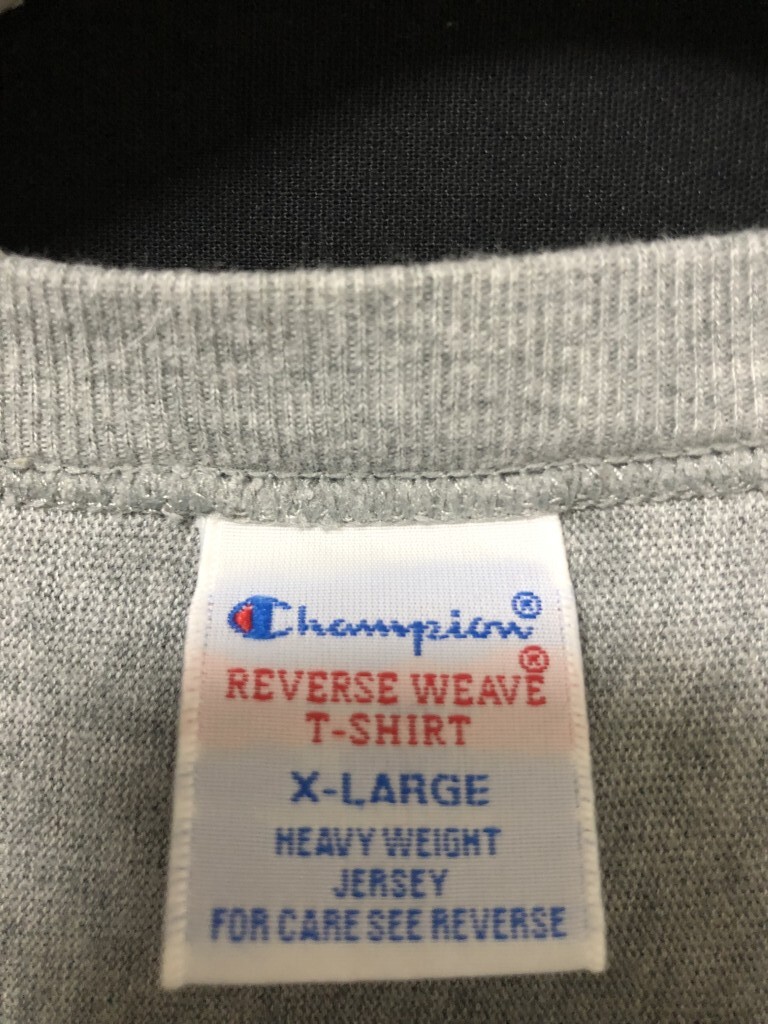 Champion®
REVERSE WEAVE®
T-SHIRT
X-LARGE
HEAVY WEIGHT
JERSEY
FOR CARE SEE REVERSE